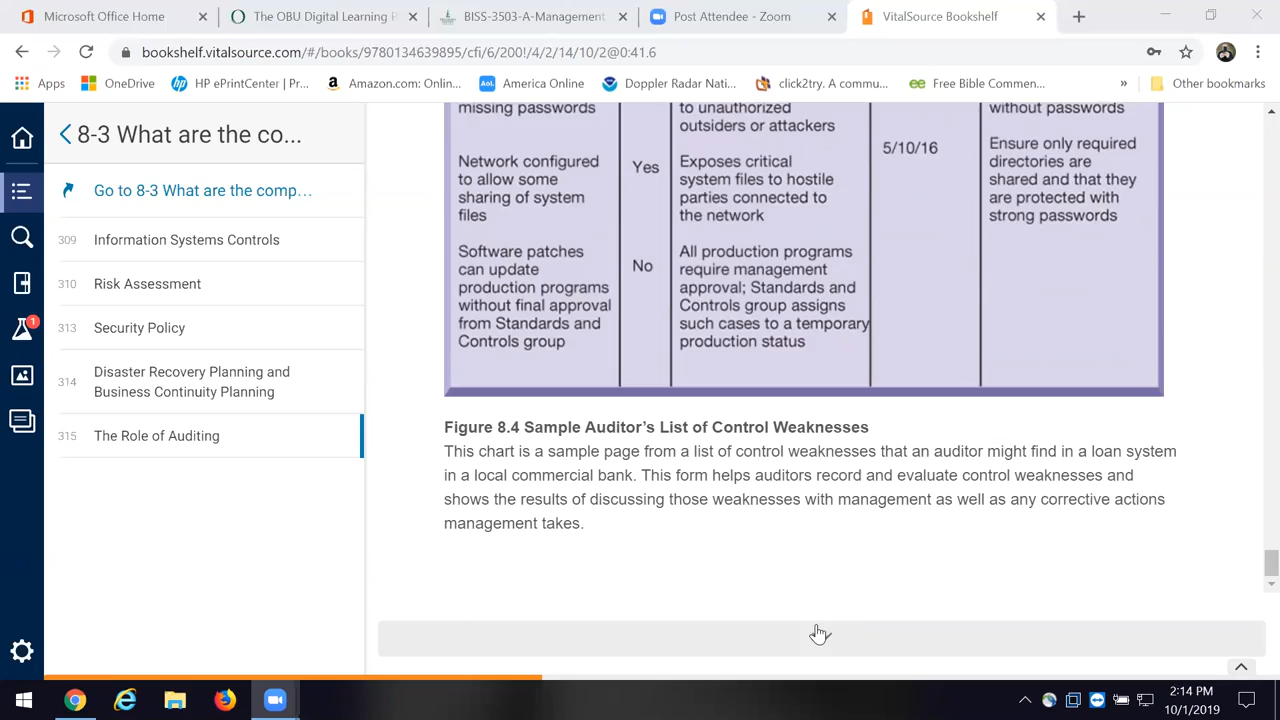 Microsoft Office Home
The OBU Digital Learning P
BISS-3503-A-Management
Post Attendee - Zoom
VitalSource Bookshelf
bookshelf.vitalsource.com/#/books/9780134639895/cfi/6/200!/4/2/14/10/2@0:41.6
Apps
OneDrive
HP ePrintCenter | Pr...
Amazon.com: Onlin...
America Online
Doppler Radar Nati...
click2try. A commu...
Free Bible Commen...
»
Other bookmarks
8-3 What are the co...
Go to 8-3 What are the comp...
309 Information Systems Controls
310 Risk Assessment
313 Security Policy
314 Disaster Recovery Planning and
Business Continuity Planning
315 The Role of Auditing
1
missing passwords
to unauthorized
outsiders or attackers
without passwords
Network configured
to allow some
sharing of system
files
Yes
Exposes critical
system files to hostile
parties connected to
the network
5/10/16
Ensure only required
directories are
shared and that they
are protected with
strong passwords
Software patches
can update
production programs
without final approval
from Standards and
Controls group
No
All production programs
require management
approval; Standards and
Controls group assigns
such cases to a temporary
production status
Figure 8.4 Sample Auditor’s List of Control Weaknesses
This chart is a sample page from a list of control weaknesses that an auditor might find in a loan system
in a local commercial bank. This form helps auditors record and evaluate control weaknesses and
shows the results of discussing those weaknesses with management as well as any corrective actions
management takes.
2:14 PM
10/1/2019